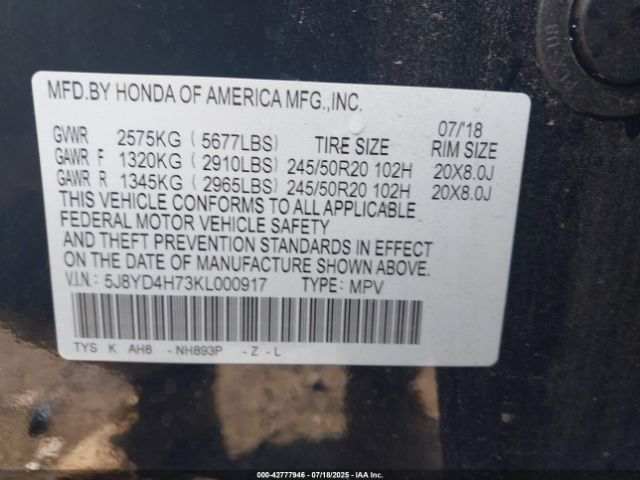 MFD.BY HONDA OF AMERICA MFG.,INC.
07/'18
GVWR 2575KG ( 5677LBS) TIRE SIZE RIM SIZE
GAWR F 1320KG ( 2910LBS) 245/50R20 102H 20X8.0J
GAWR R 1345KG ( 2965LBS) 245/50R20 102H 20X8.0J
THIS VEHICLE CONFORMS TO ALL APPLICABLE
FEDERAL MOTOR VEHICLE SAFETY
AND THEFT PREVENTION STANDARDS IN EFFECT
ON THE DATE OF MANUFACTURE SHOWN ABOVE.
V.I.N.: 5J8YD4H73KL000917 TYPE: MPV
TYS K AH8 -NH893P -Z -L
000-42777946 - 07/18/2025 - IAA Inc.